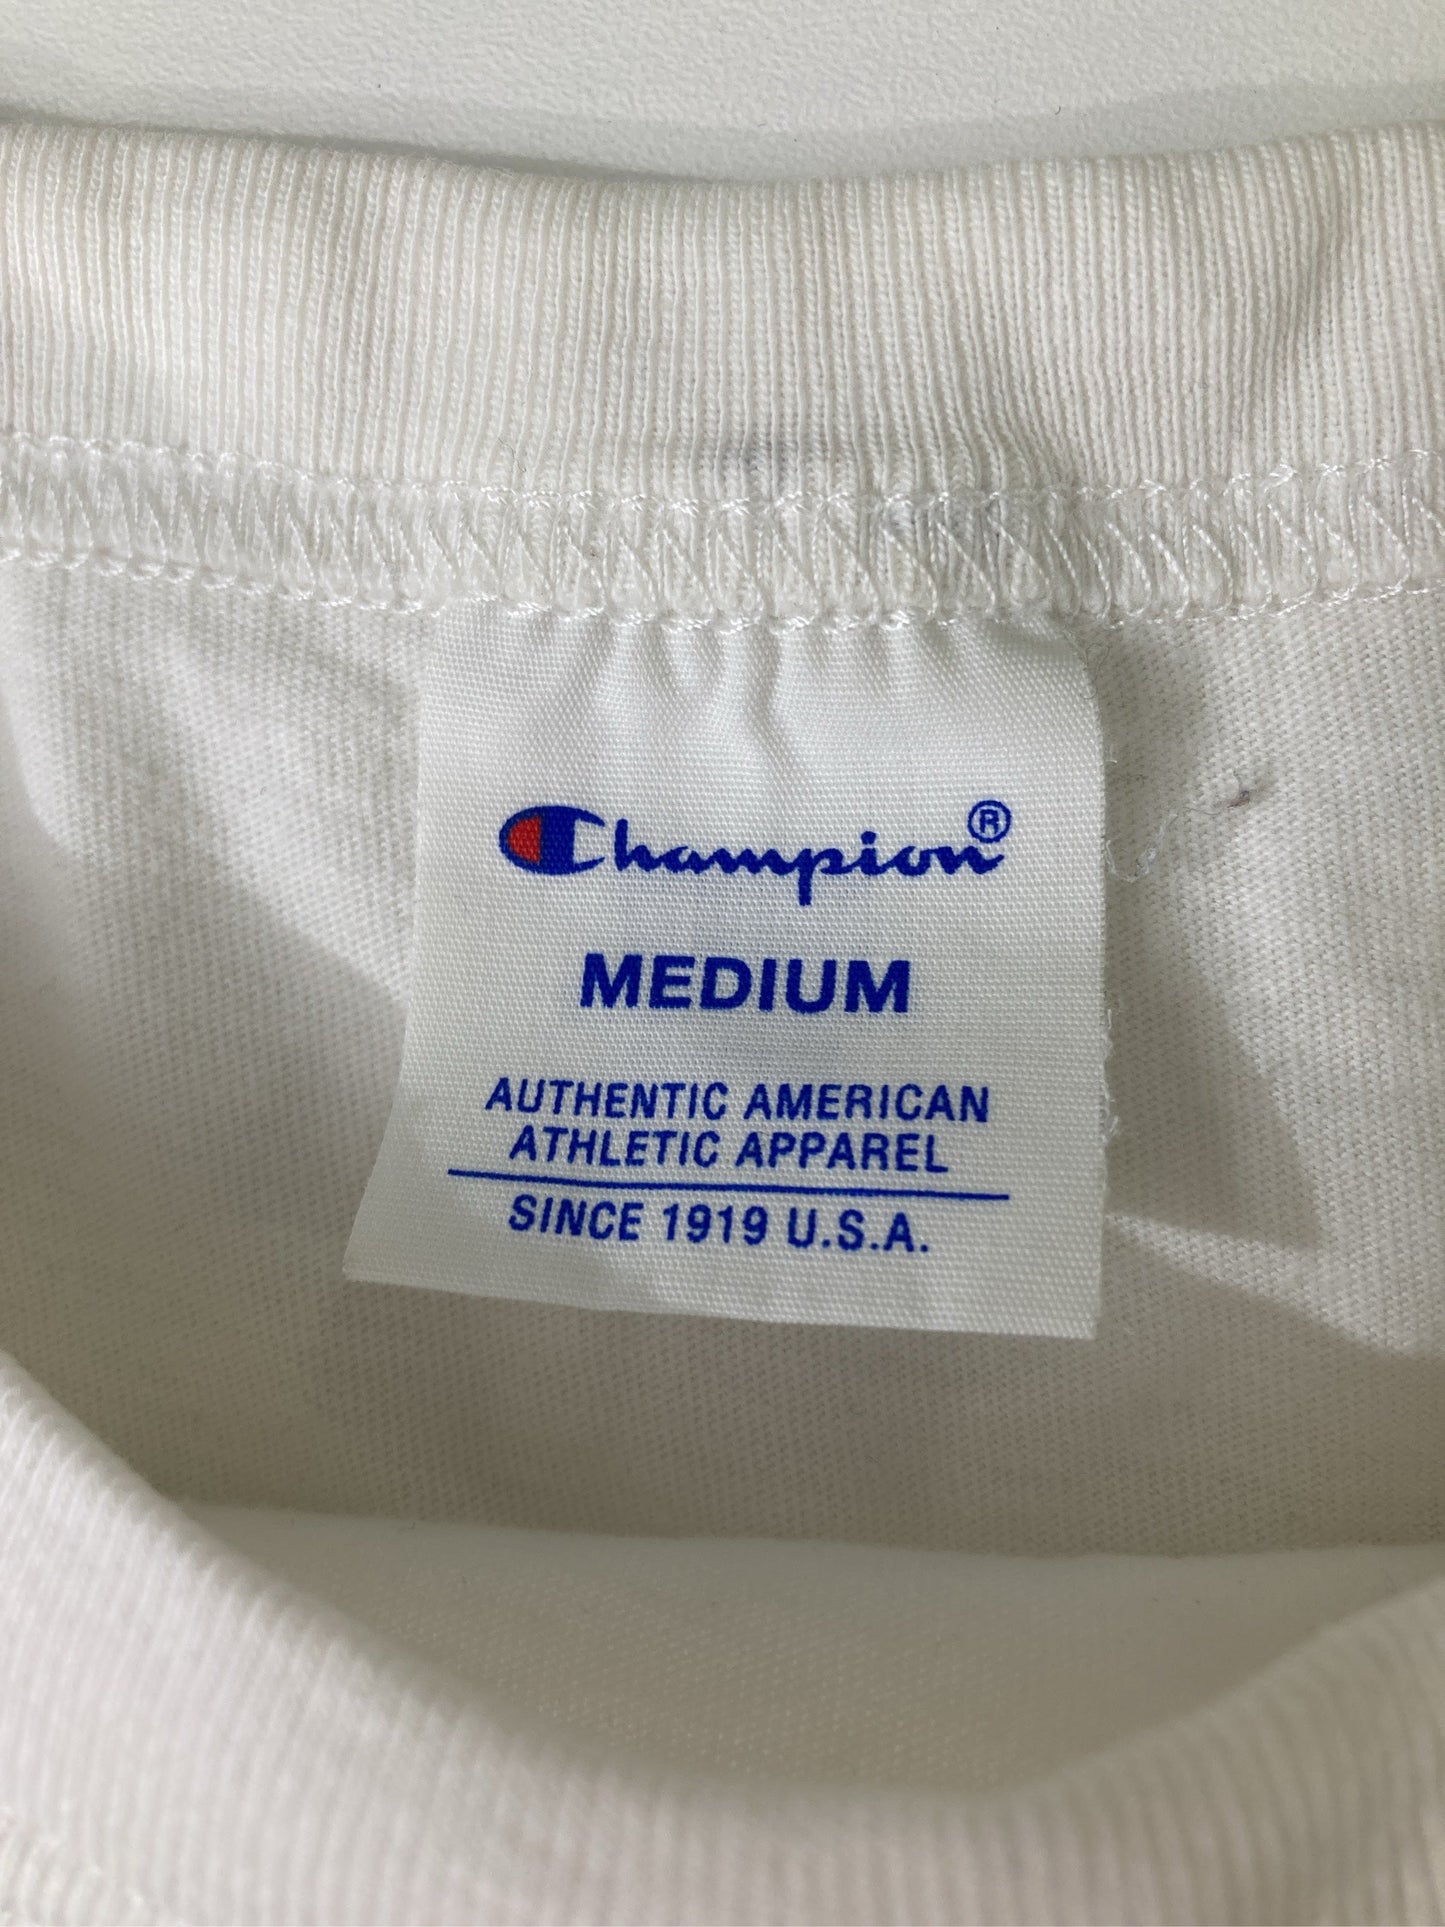 Champion®
MEDIUM
AUTHENTIC AMERICAN
ATHLETIC APPAREL
SINCE 1919 U.S.A.